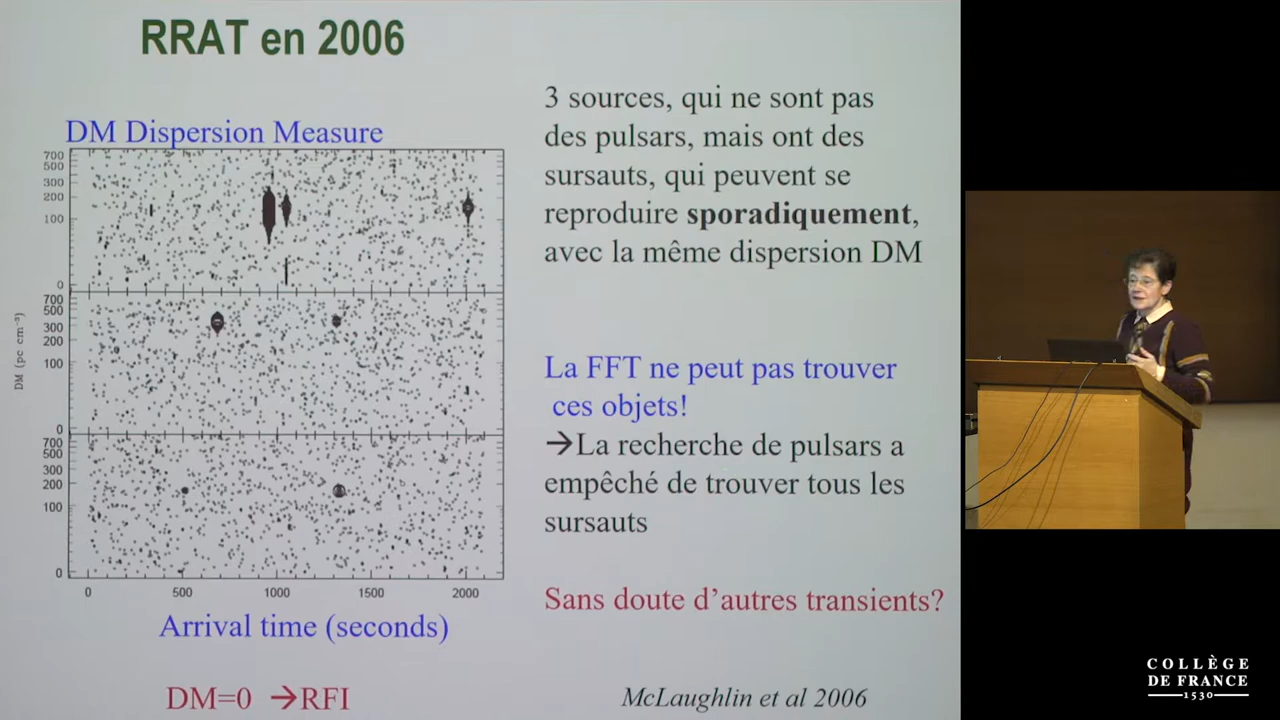 RRAT en 2006
DM Dispersion Measure
700
500
300
200
100
0
700
500
300
200
100
0
700
500
300
200
100
0
DM (pc cm⁻³)
0 500 1000 1500 2000
Arrival time (seconds)
DM=0 →RFI
3 sources, qui ne sont pas
des pulsars, mais ont des
sursauts, qui peuvent se
reproduire sporadiquement,
avec la même dispersion DM
La FFT ne peut pas trouver
ces objets!
→La recherche de pulsars a
empêché de trouver tous les
sursauts
Sans doute d'autres transients?
McLaughlin et al 2006
COLLÈGE
DE FRANCE
1530